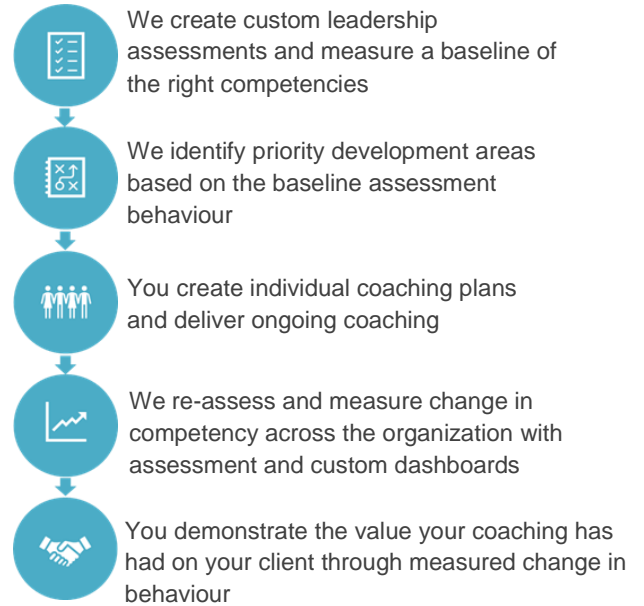 We create custom leadership
assessments and measure a baseline of
the right competencies
We identify priority development areas
based on the baseline assessment
behaviour
You create individual coaching plans
and deliver ongoing coaching
We re-assess and measure change in
competency across the organization with
assessment and custom dashboards
You demonstrate the value your coaching has
had on your client through measured change in
behaviour